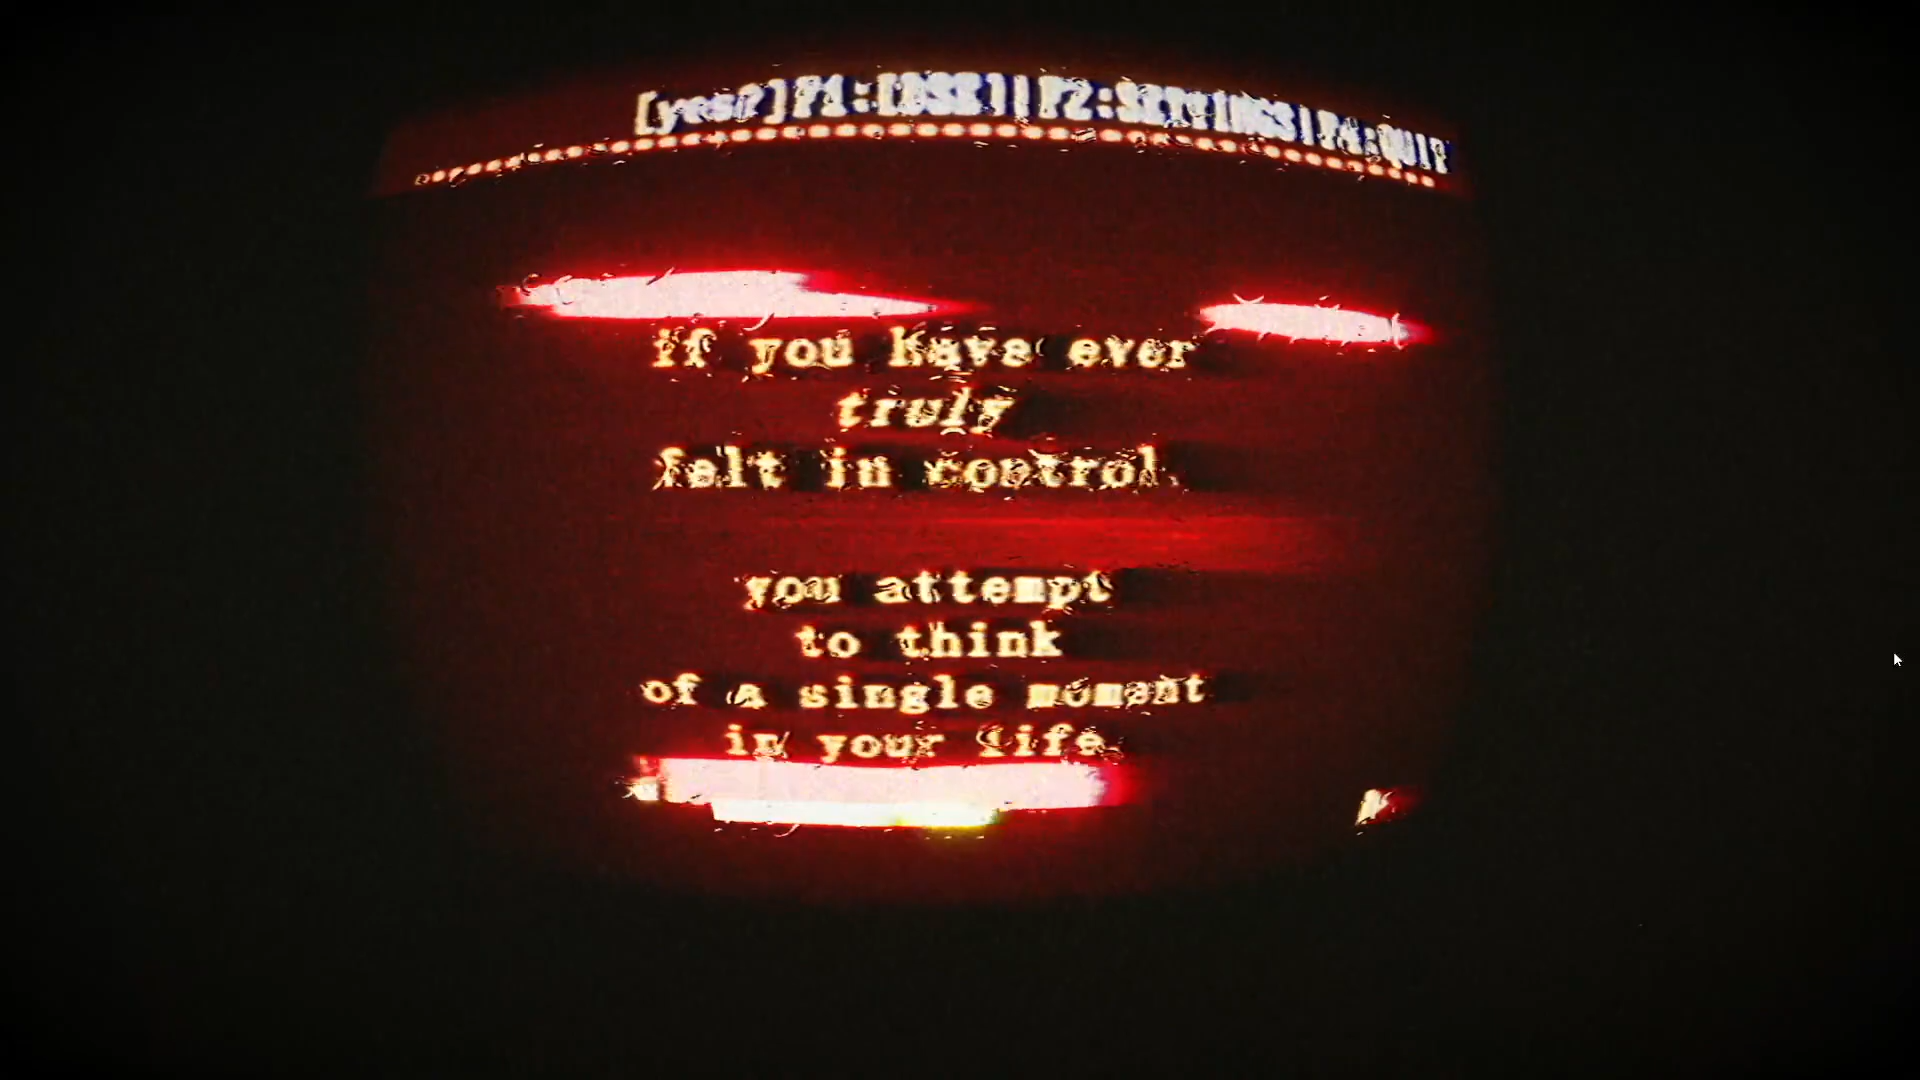 [yes?] F1:[DSK]|F2:SETTINGS|F4:QUIT
if you have ever
truly
felt in control.
you attempt
to think
of a single moment
in your life.